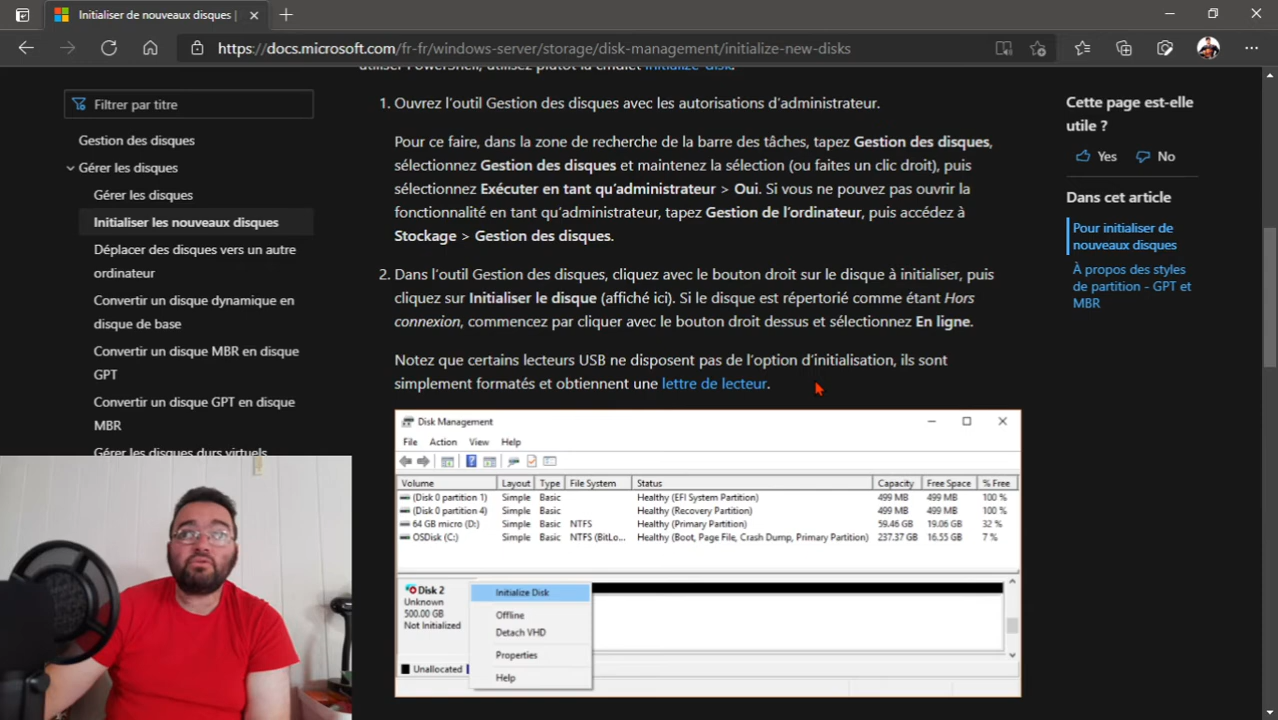 Initialiser de nouveaux disques |
https://docs.microsoft.com/fr-fr/windows-server/storage/disk-management/initialize-new-disks
utiliser PowerShell, utilisez plutôt la cmdlet initialize-disk.
Filtrer par titre
Gestion des disques
Gérer les disques
Gérer les disques
Initialiser les nouveaux disques
Déplacer des disques vers un autre
ordinateur
Convertir un disque dynamique en
disque de base
Convertir un disque MBR en disque
GPT
Convertir un disque GPT en disque
MBR
Gérer les disques durs virtuels
1. Ouvrez l'outil Gestion des disques avec les autorisations d'administrateur.
Pour ce faire, dans la zone de recherche de la barre des tâches, tapez Gestion des disques,
sélectionnez Gestion des disques et maintenez la sélection (ou faites un clic droit), puis
sélectionnez Exécuter en tant qu'administrateur > Oui. Si vous ne pouvez pas ouvrir la
fonctionnalité en tant qu'administrateur, tapez Gestion de l'ordinateur, puis accédez à
Stockage > Gestion des disques.
2. Dans l'outil Gestion des disques, cliquez avec le bouton droit sur le disque à initialiser, puis
cliquez sur Initialiser le disque (affiché ici). Si le disque est répertorié comme étant Hors
connexion, commencez par cliquer avec le bouton droit dessus et sélectionnez En ligne.
Notez que certains lecteurs USB ne disposent pas de l'option d'initialisation, ils sont
simplement formatés et obtiennent une lettre de lecteur.
Disk Management
File Action View Help
Volume Layout Type File System Status Capacity Free Space % Free
(Disk 0 partition 1) Simple Basic Healthy (EFI System Partition) 499 MB 499 MB 100 %
(Disk 0 partition 4) Simple Basic Healthy (Recovery Partition) 499 MB 499 MB 100 %
64 GB micro (D:) Simple Basic NTFS Healthy (Primary Partition) 59.46 GB 19.06 GB 32 %
OSDisk (C:) Simple Basic NTFS (BitLo... Healthy (Boot, Page File, Crash Dump, Primary Partition) 237.37 GB 16.55 GB 7 %
Disk 2
Unknown
500.00 GB
Not Initialized
Initialize Disk
Offline
Detach VHD
Properties
Help
Unallocated
Cette page est-elle
utile ?
Yes No
Dans cet article
Pour initialiser de
nouveaux disques
À propos des styles
de partition - GPT et
MBR